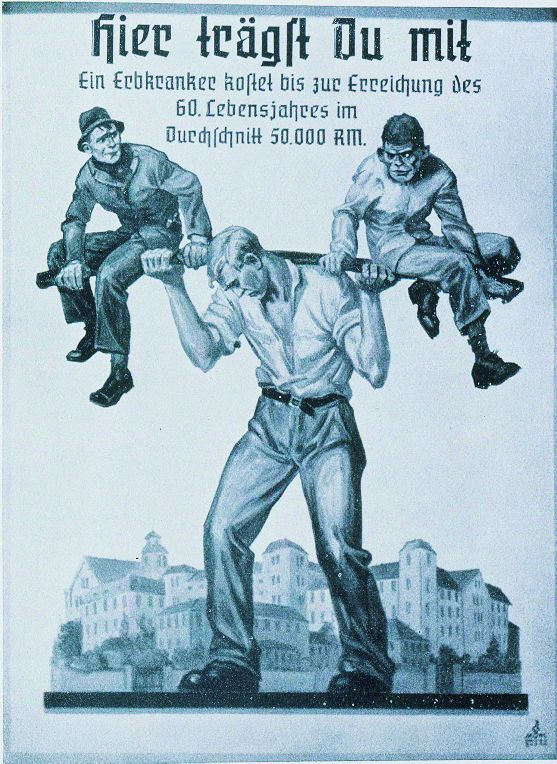 Hier trägst Du mit
Ein Erbkranker kostet bis zur Erreichung des
60. Lebensjahres im
Durchschnitt 50.000 RM.